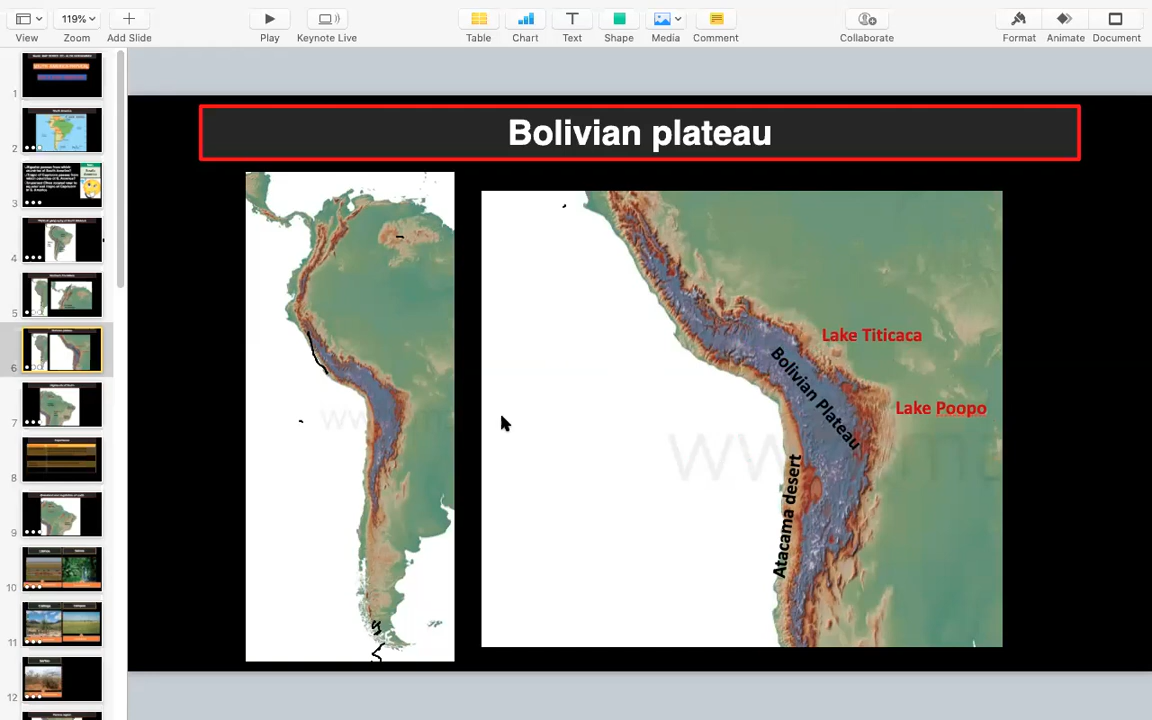 119%
View
Zoom
Add Slide
Play
Keynote Live
Table
Chart
Text
Shape
Media
Comment
Collaborate
Format
Animate
Document
1
2
3
4
5
6
7
8
9
10
11
12
Bolivian plateau
Lake Titicaca
Bolivian Plateau
Lake Poopo
Atacama desert